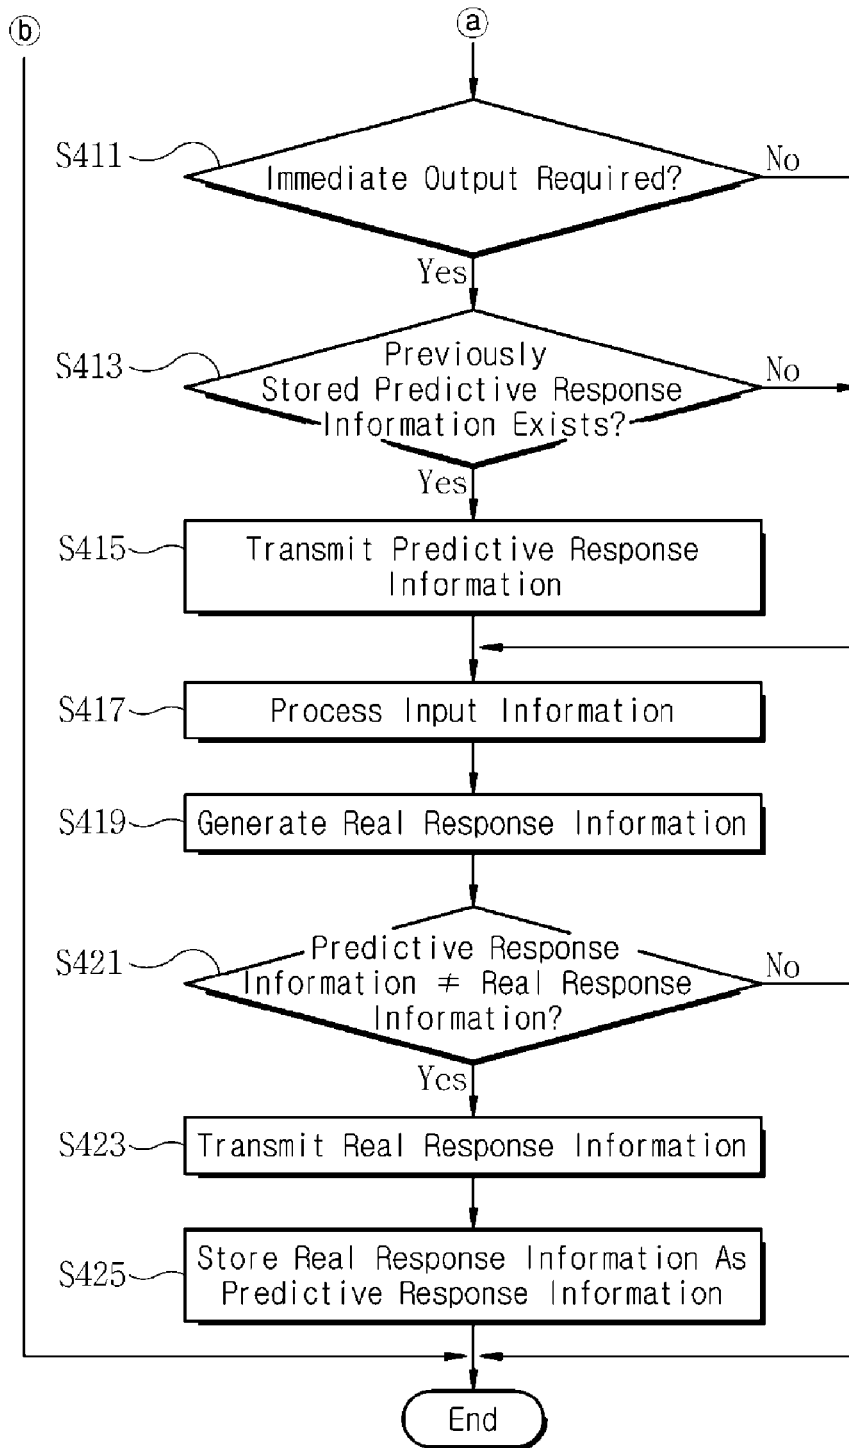 ⓑ
ⓐ
S411
Immediate Output Required?
No
Yes
S413
Previously
Stored Predictive Response
Information Exists?
No
Yes
S415
Transmit Predictive Response
Information
S417
Process Input Information
S419
Generate Real Response Information
S421
Predictive Response
Information ≠ Real Response
Information?
No
Yes
S423
Transmit Real Response Information
S425
Store Real Response Information As
Predictive Response Information
End